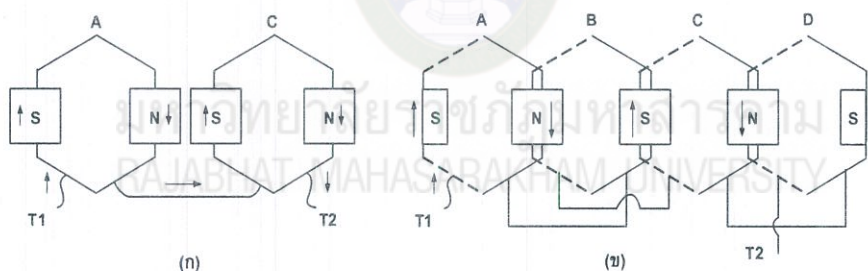 A C A B C D
S N S N S N S N S
มหาวิทยาลัยราชภัฏมหาสารคาม
RAJABHAT MAHASARAKHAM UNIVERSITY
T1 T2 T1 T2
(ก) (ข)